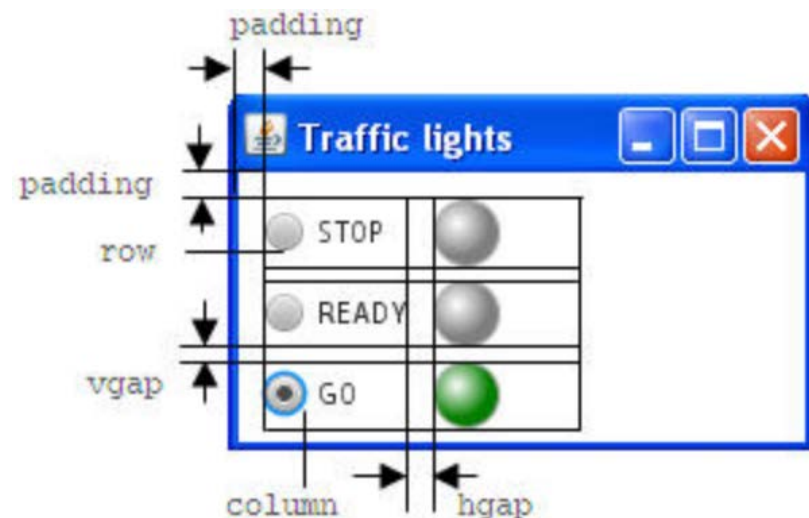 padding
Traffic lights
padding
STOP
row
READY
vgap
GO
column
hgap